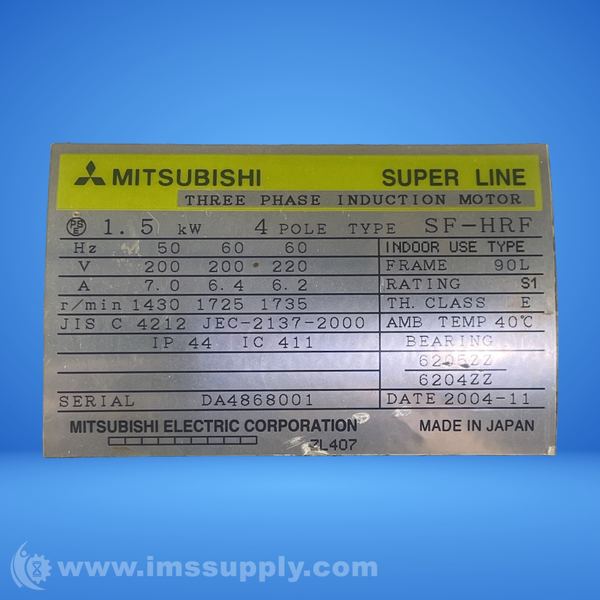 MITSUBISHI SUPER LINE
THREE PHASE INDUCTION MOTOR
PSE 1.5 kW 4 POLE TYPE SF-HRF
Hz 50 60 60 INDOOR USE TYPE
V 200 200 220 FRAME 90L
A 7.0 6.4 6.2 RATING S1
r/min 1430 1725 1735 TH. CLASS E
JIS C 4212 JEC-2137-2000 AMB TEMP 40℃
IP 44 IC 411 BEARING
6205ZZ
6204ZZ
SERIAL DA4868001 DATE 2004-11
MITSUBISHI ELECTRIC CORPORATION MADE IN JAPAN
ZL407
www.imssupply.com